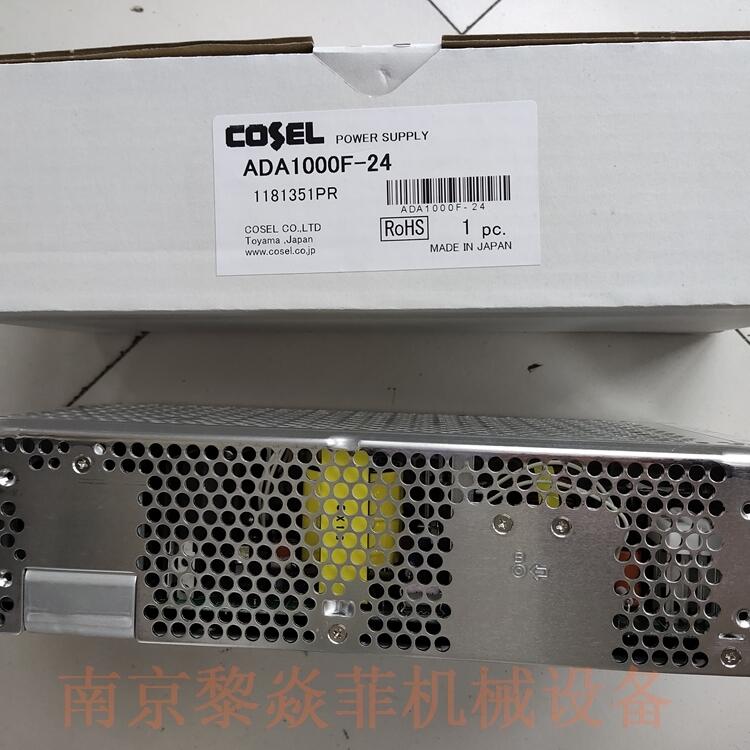 COSEL POWER SUPPLY
ADA1000F-24
1181351PR
ADA1000F-24
COSEL CO.,LTD
Toyama ,Japan
www.cosel.co.jp
RoHS 1 pc.
MADE IN JAPAN
南京黎焱菲机械设备